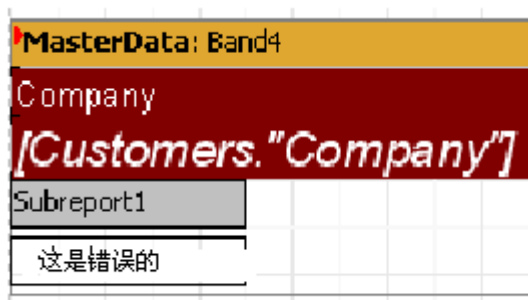 MasterData: Band4
Company
[Customers."Company"]
Subreport1
这是错误的